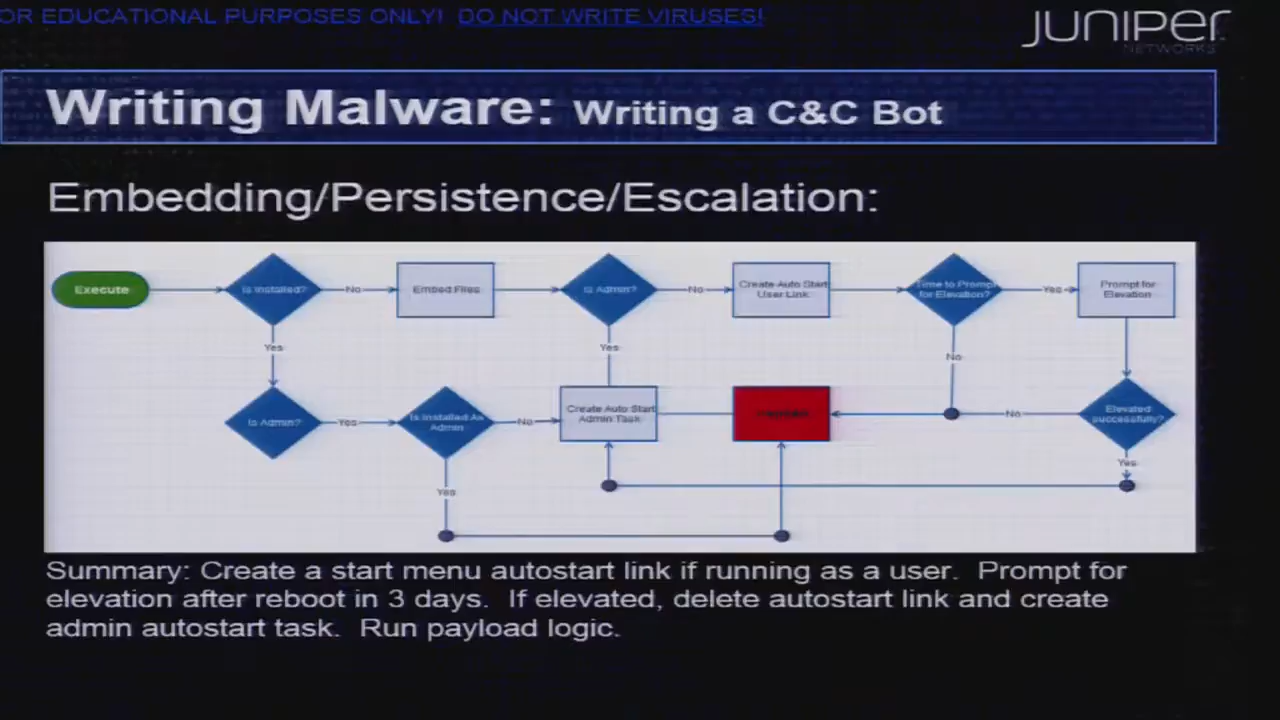 OR EDUCATIONAL PURPOSES ONLY! DO NOT WRITE VIRUSES!
JUNIPER
NETWORKS
Writing Malware: Writing a C&C Bot
Embedding/Persistence/Escalation:
Execute
Is Installed?
No
Embed Files
Is Admin?
No
Create Auto Start
User Link
Time to Promp
for Elevation?
Yes
Prompt for
Elevation
Yes
Yes
No
Is Admin?
Yes
Is Installed As
Admin
No
Create Auto Start
Admin Task
No
Elevated
successfully?
Yes
Yes
Summary: Create a start menu autostart link if running as a user. Prompt for
elevation after reboot in 3 days. If elevated, delete autostart link and create
admin autostart task. Run payload logic.